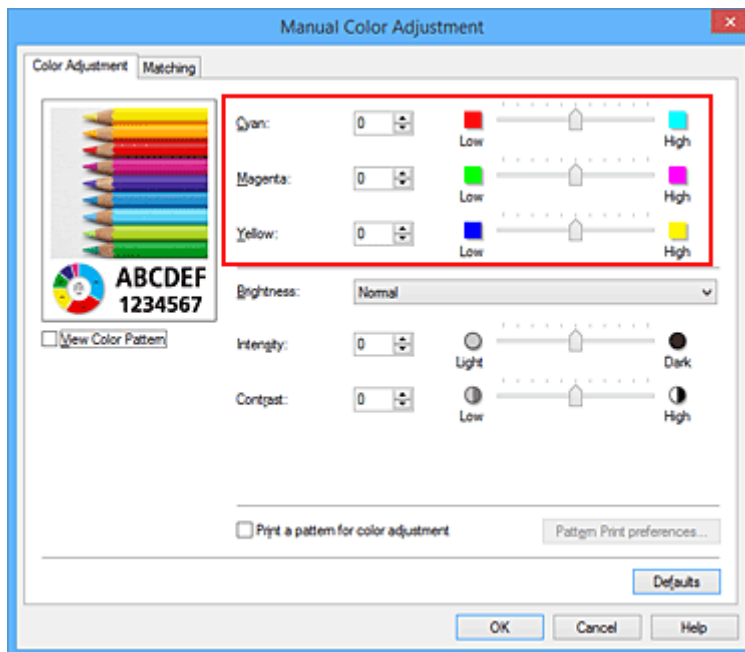 Manual Color Adjustment
Color Adjustment Matching
Cyan: 0 Low High
Magenta: 0 Low High
Yellow: 0 Low High
ABCDEF
1234567
View Color Pattern
Brightness: Normal
Intensity: 0 Light Dark
Contrast: 0 Low High
Print a pattern for color adjustment Pattern Print preferences...
Defaults
OK Cancel Help